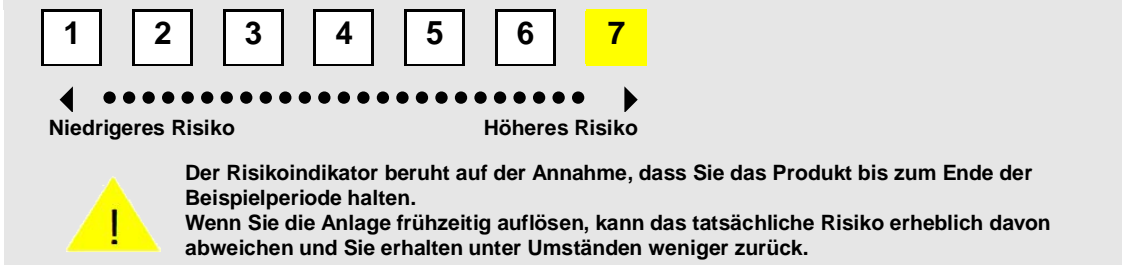 1 2 3 4 5 6 7
Niedrigeres Risiko Höheres Risiko
! Der Risikoindikator beruht auf der Annahme, dass Sie das Produkt bis zum Ende der
Beispielperiode halten.
Wenn Sie die Anlage frühzeitig auflösen, kann das tatsächliche Risiko erheblich davon
abweichen und Sie erhalten unter Umständen weniger zurück.